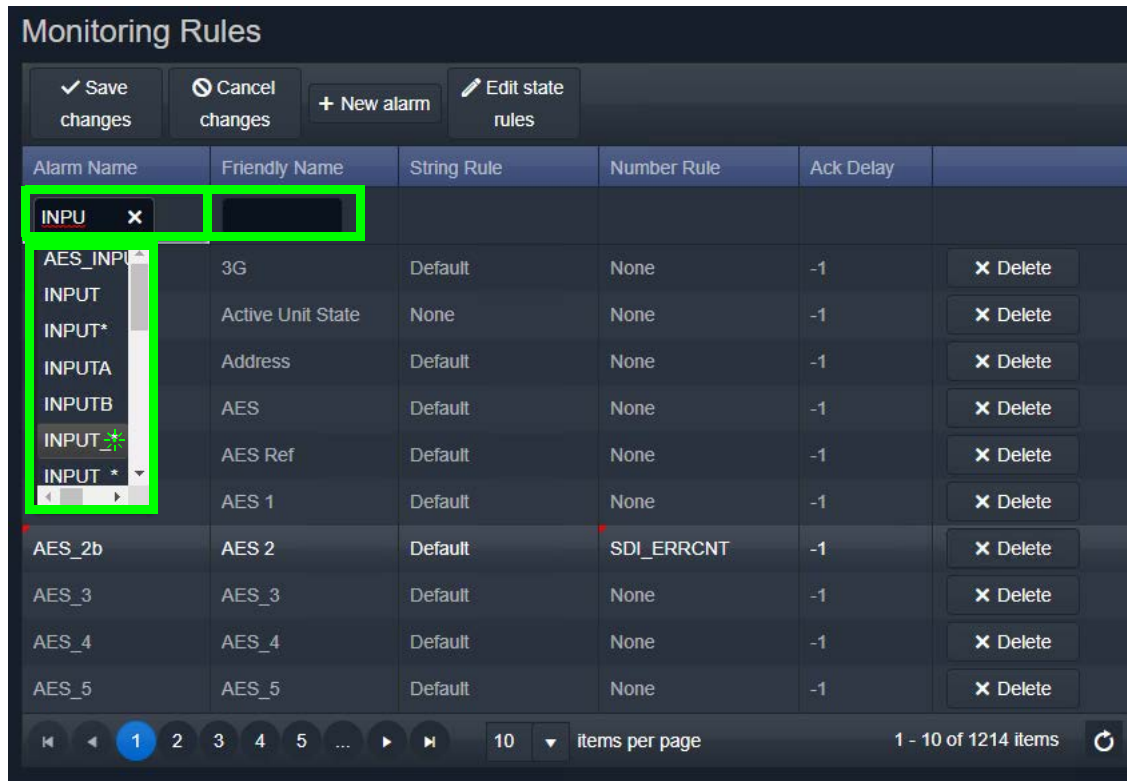 Monitoring Rules
Save changes
Cancel changes
+ New alarm
Edit state rules
Alarm Name Friendly Name String Rule Number Rule Ack Delay
INPU
AES_INPU
INPUT
INPUT*
INPUTA
INPUTB
INPUT_*
INPUT_*
3G Default None -1 Delete
Active Unit State None None -1 Delete
Address Default None -1 Delete
AES Default None -1 Delete
AES Ref Default None -1 Delete
AES 1 Default None -1 Delete
AES_2b AES 2 Default SDI_ERRCNT -1 Delete
AES_3 AES_3 Default None -1 Delete
AES_4 AES_4 Default None -1 Delete
AES_5 AES_5 Default None -1 Delete
1 2 3 4 5 ... 10 items per page 1 - 10 of 1214 items